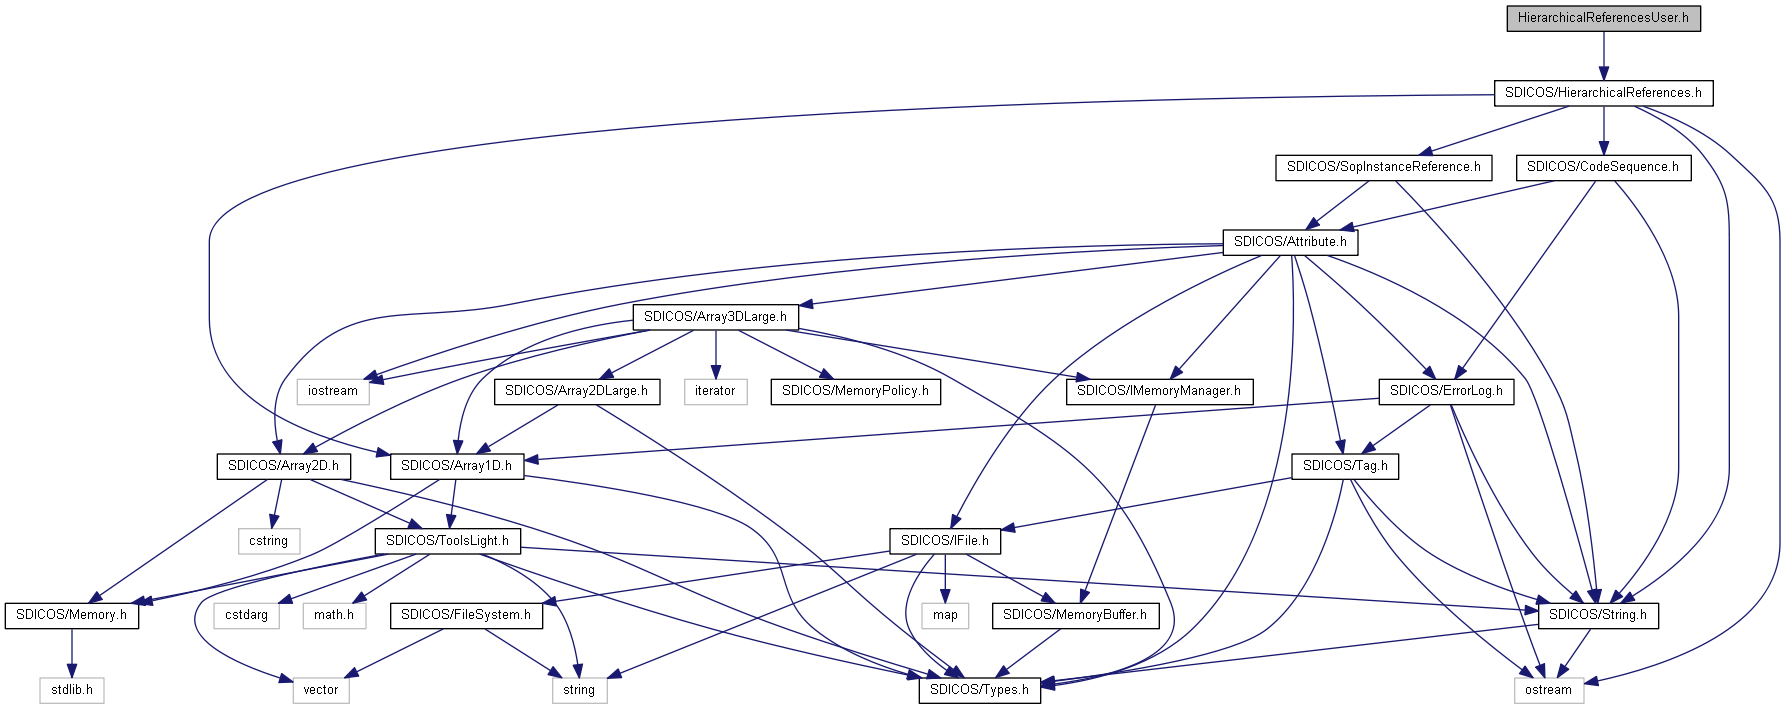 HierarchicalReferencesUser.h
SDICOS/HierarchicalReferences.h
SDICOS/SopInstanceReference.h
SDICOS/CodeSequence.h
SDICOS/Attribute.h
SDICOS/Array3DLarge.h
iostream
SDICOS/Array2DLarge.h
iterator
SDICOS/MemoryPolicy.h
SDICOS/IMemoryManager.h
SDICOS/ErrorLog.h
SDICOS/Array2D.h
SDICOS/Array1D.h
SDICOS/Tag.h
cstring
SDICOS/ToolsLight.h
SDICOS/IFile.h
SDICOS/Memory.h
cstdarg
math.h
SDICOS/FileSystem.h
map
SDICOS/MemoryBuffer.h
SDICOS/String.h
stdlib.h
vector
string
SDICOS/Types.h
ostream